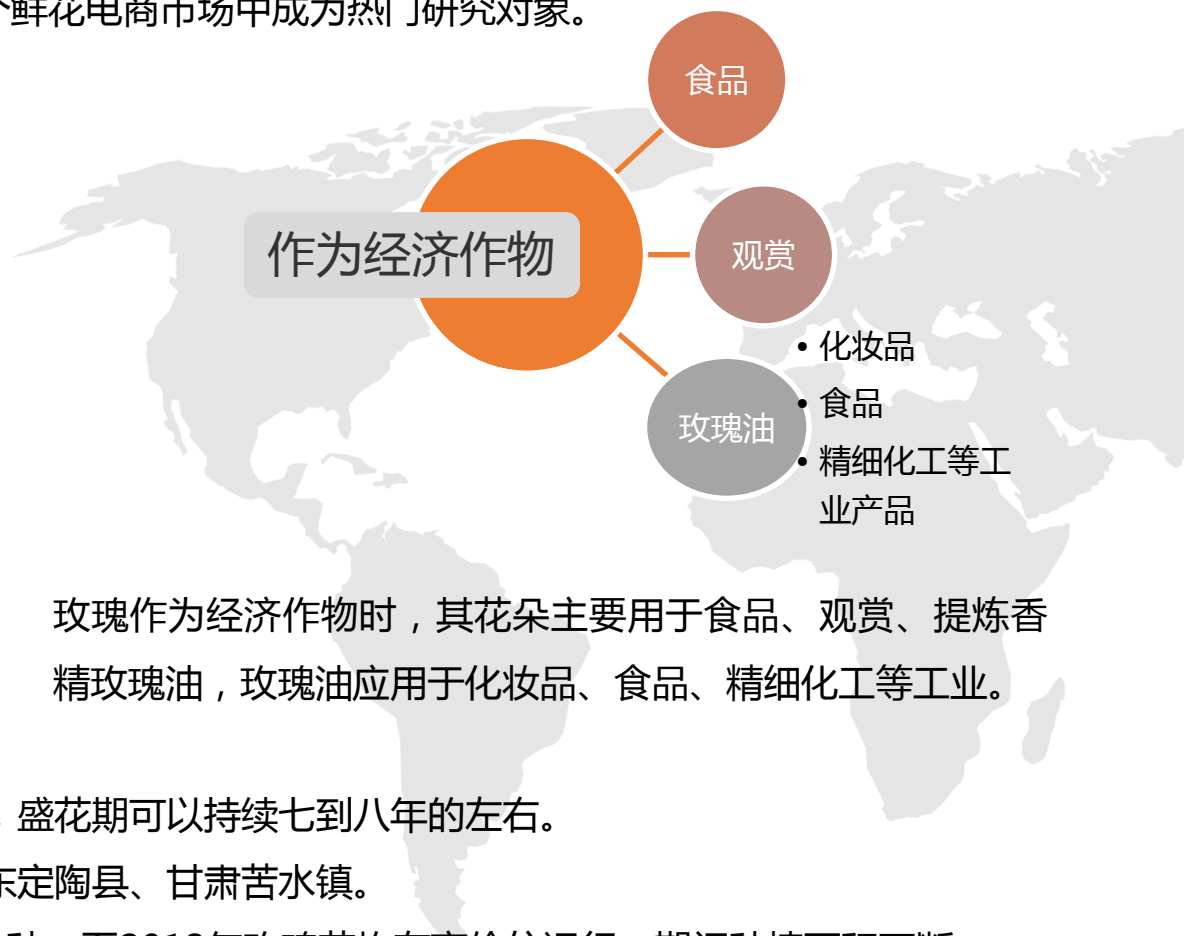 鲜花电商市场中成为热门研究对象。
食品
作为经济作物
观赏
• 化妆品
玫瑰油
• 食品
• 精细化工等工
业产品
玫瑰作为经济作物时，其花朵主要用于食品、观赏、提炼香
精玫瑰油，玫瑰油应用于化妆品、食品、精细化工等工业。
盛花期可以持续七到八年的左右。
定陶县、甘肃苦水镇。